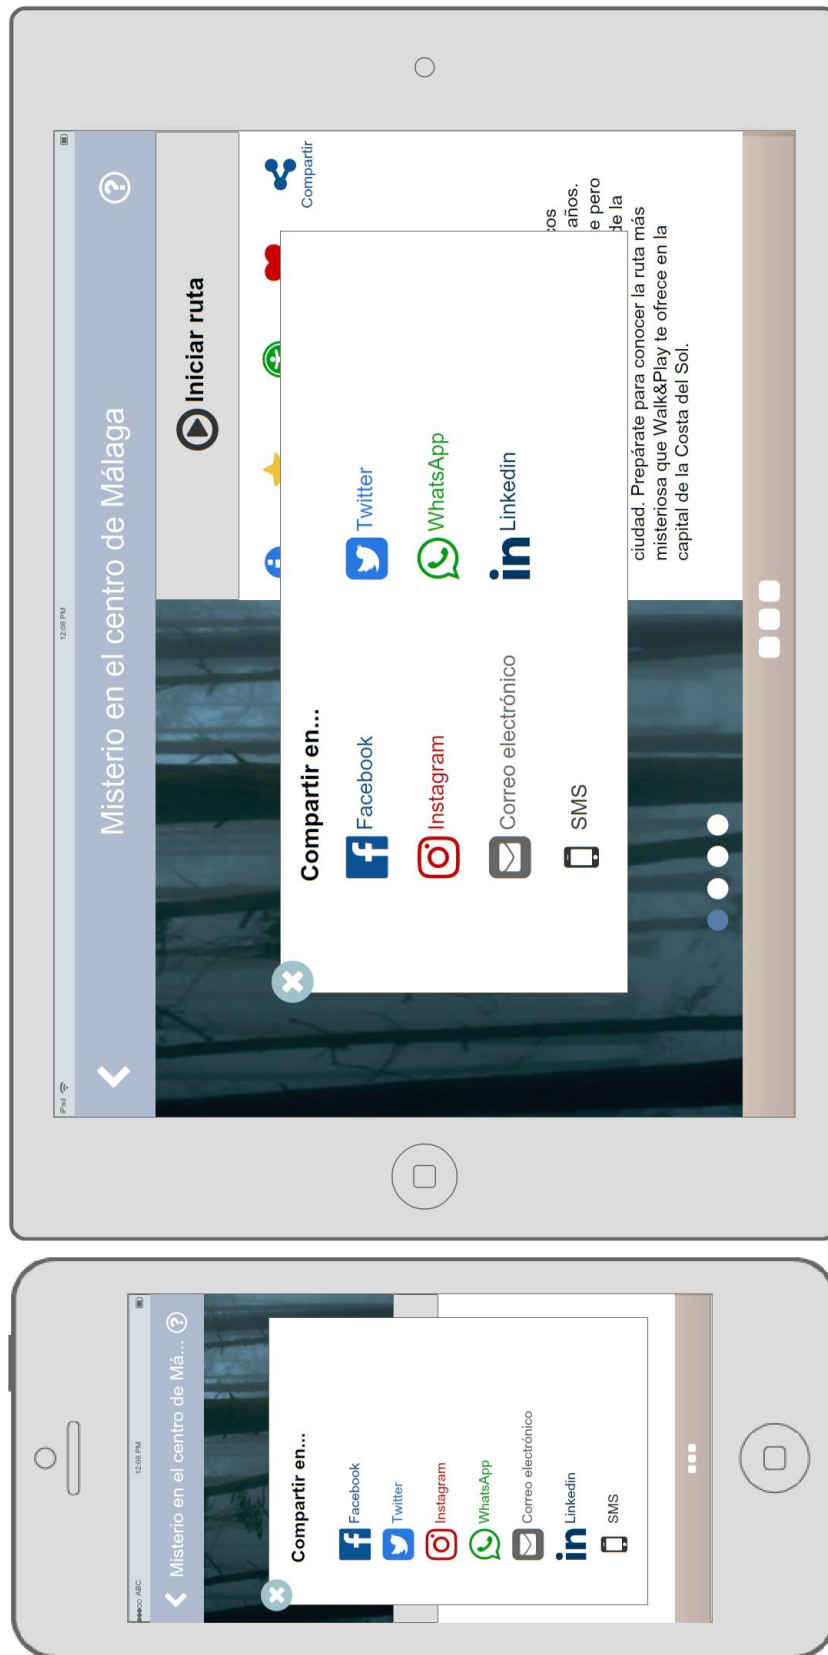 ABC
12:08 PM
Misterio en el centro de Má...
Compartir en...
Facebook
Twitter
Instagram
WhatsApp
Correo electrónico
Linkedin
SMS
iPad
12:08 PM
Misterio en el centro de Málaga
Iniciar ruta
Compartir
Compartir en...
Facebook
Twitter
Instagram
WhatsApp
Correo electrónico
Linkedin
SMS
años.
pero
de la
ciudad. Prepárate para conocer la ruta más
misteriosa que Walk&Play te ofrece en la
capital de la Costa del Sol.